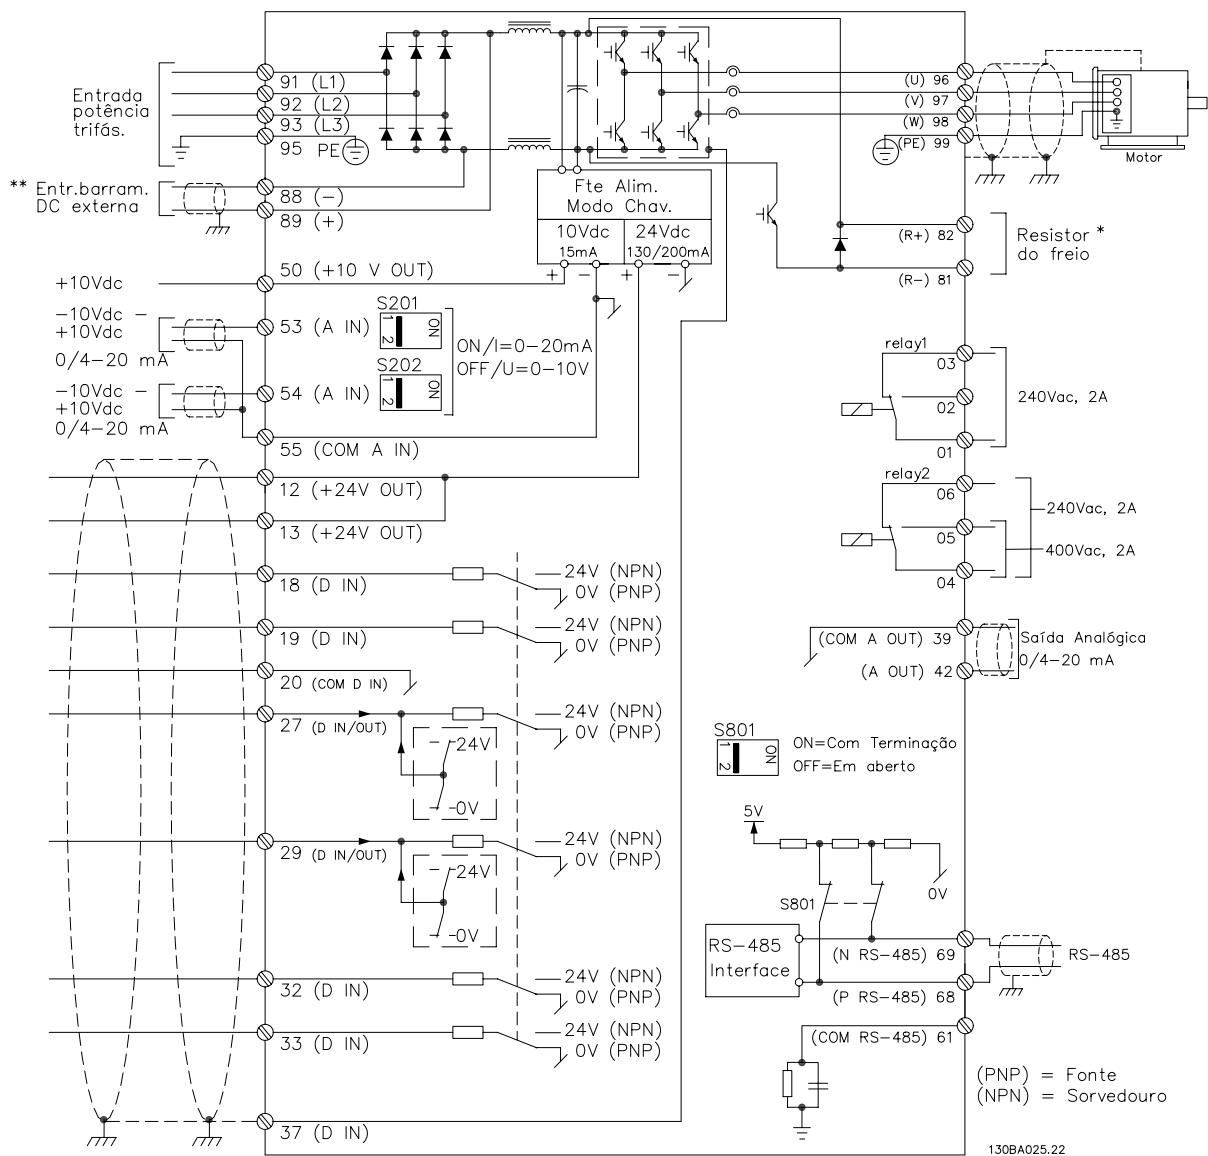 Entrada
potência
trifás.
91 (L1)
92 (L2)
93 (L3)
95 PE
** Entr.barram.
DC externa
88 (−)
89 (+)
+10Vdc
50 (+10 V OUT)
−10Vdc −
+10Vdc
0/4−20 mA
53 (A IN)
−10Vdc −
+10Vdc
0/4−20 mA
54 (A IN)
55 (COM A IN)
S201
1 2
ON
S202
1 2
ON
ON/I=0−20mA
OFF/U=0−10V
Fte Alim.
Modo Chav.
10Vdc
15mA
24Vdc
130/200mA
+ − + −
12 (+24V OUT)
13 (+24V OUT)
18 (D IN)
24V (NPN)
0V (PNP)
19 (D IN)
24V (NPN)
0V (PNP)
20 (COM D IN)
27 (D IN/OUT)
24V (NPN)
0V (PNP)
24V
0V
29 (D IN/OUT)
24V (NPN)
0V (PNP)
24V
0V
32 (D IN)
24V (NPN)
0V (PNP)
33 (D IN)
24V (NPN)
0V (PNP)
37 (D IN)
(U) 96
(V) 97
(W) 98
(PE) 99
Motor
(R+) 82
(R−) 81
Resistor *
do freio
relay1
03
02
01
240Vac, 2A
relay2
06
05
04
240Vac, 2A
400Vac, 2A
(COM A OUT) 39
(A OUT) 42
Saída Analógica
0/4−20 mA
S801
1 2
ON
ON=Com Terminação
OFF=Em aberto
5V
S801
0V
RS−485
Interface
(N RS−485) 69
(P RS−485) 68
(COM RS−485) 61
RS−485
(PNP) = Fonte
(NPN) = Sorvedouro
130BA025.22